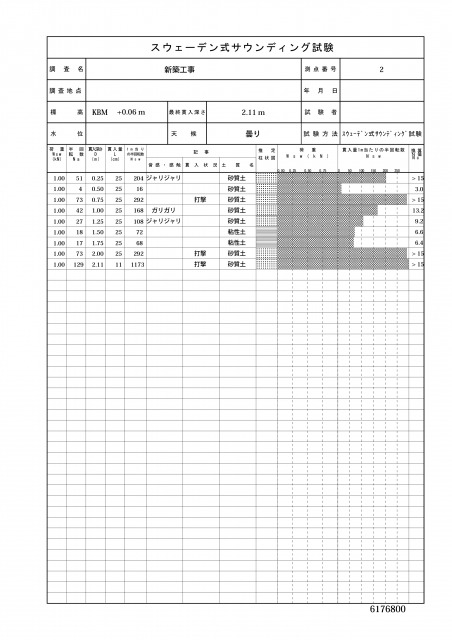 スウェーデン式サウンディング試験
調査名 新築工事 測点番号 2
調査地点 年月日
標高 KBM +0.06 m 最終貫入深さ 2.11 m 試験者
水位 天候 曇り 試験方法 スウェーデン式サウンディング試験
荷重 Wsw (kN) 半回転数 Na 貫入深さ D (m) 貫入量 L (cm) 1m当りの半回転数 Nsw 記事 推定柱状図 荷重 Wsw (kN) 貫入量1m当たりの半回転数 Nsw
音感・感触 貫入状況 土質名
1.00 51 0.25 25 204 ジャリジャリ 砂質土 >15
1.00 4 0.50 25 16 砂質土 3.0
1.00 73 0.75 25 292 打撃 砂質土 >15
1.00 42 1.00 25 168 ガリガリ 砂質土 13.2
1.00 27 1.25 25 108 ジャリジャリ 砂質土 9.2
1.00 18 1.50 25 72 粘性土 6.6
1.00 17 1.75 25 68 粘性土 6.4
1.00 73 2.00 25 292 打撃 砂質土 >15
1.00 129 2.11 11 1173 打撃 砂質土 >15
6176800